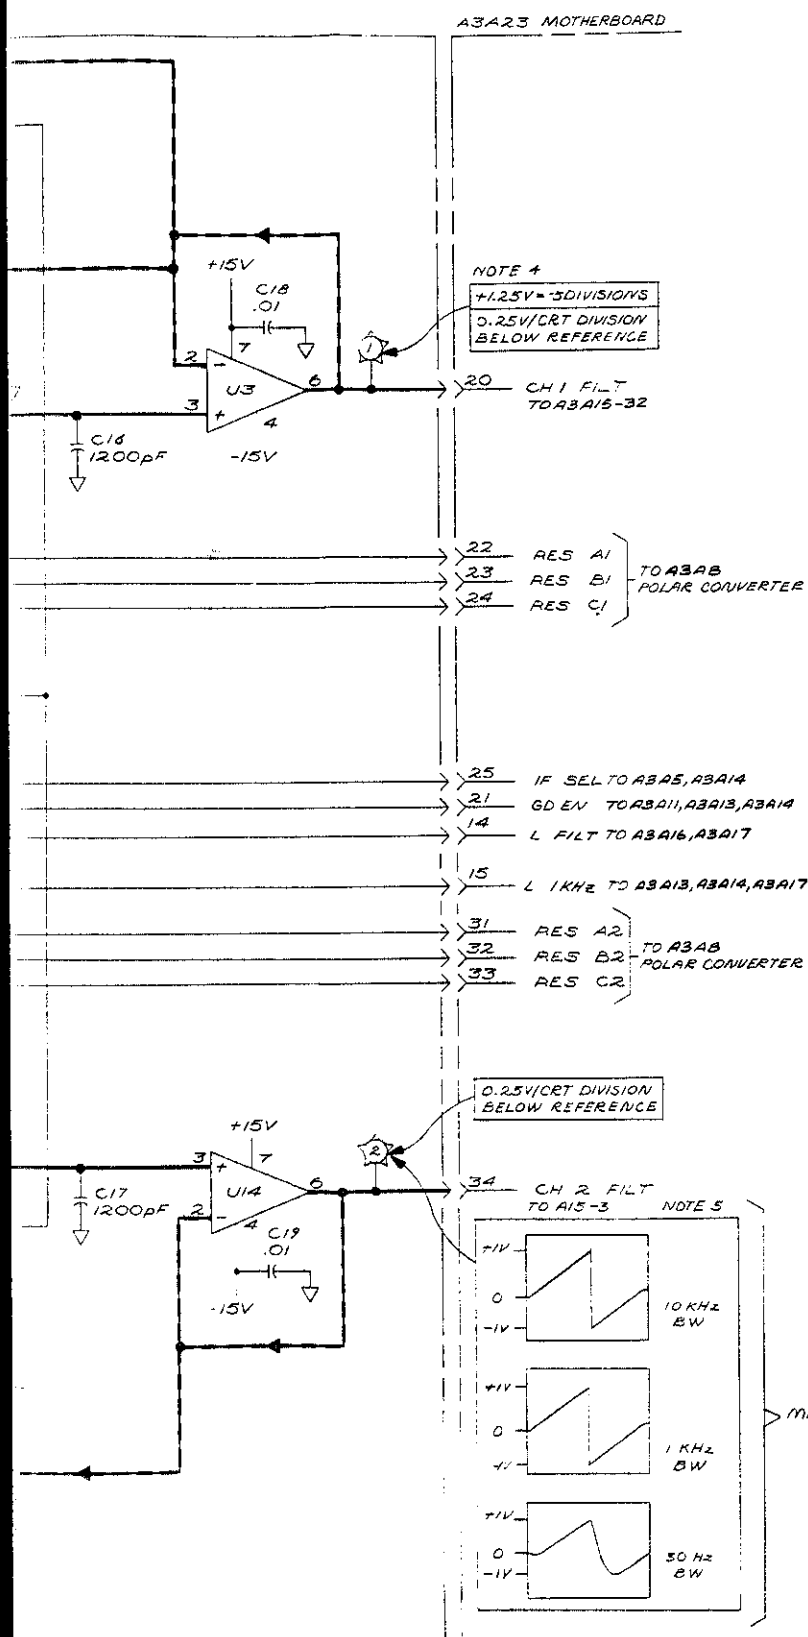 A3A23 MOTHERBOARD
NOTE 4
+1.25V = -5DIVISIONS
0.25V/CRT DIVISION
BELOW REFERENCE
+15V
C18
.01
7
2
-
U3
6
3
+
4
-15V
C16
1200pF
1
20 CH 1 FILT
TO A3A15-32
22 RES A1
23 RES B1
24 RES C1
TO A3A8
POLAR CONVERTER
25 IF SEL TO A3A5, A3A14
21 GD EN TO A3A11, A3A13, A3A14
14 L FILT TO A3A16, A3A17
15 L 1KHz TO A3A13, A3A14, A3A17
31 RES A2
32 RES B2
33 RES C2
TO A3A8
POLAR CONVERTER
0.25V/CRT DIVISION
BELOW REFERENCE
+15V
7
3
+
U14
6
2
-
4
C17
1200pF
C19
.01
-15V
2
34 CH 2 FILT
TO A15-3
NOTE 5
+1V
0
-1V
10 KHz
BW
+1V
0
-1V
1 KHz
BW
+1V
0
-1V
30 Hz
BW